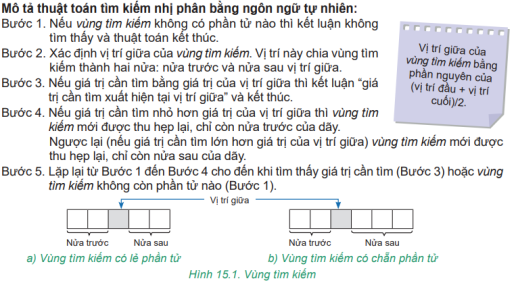 Mô tả thuật toán tìm kiếm nhị phân bằng ngôn ngữ tự nhiên:
Bước 1. Nếu vùng tìm kiếm không có phần tử nào thì kết luận không
tìm thấy và thuật toán kết thúc.
Bước 2. Xác định vị trí giữa của vùng tìm kiếm. Vị trí này chia vùng tìm
kiếm thành hai nửa: nửa trước và nửa sau vị trí giữa.
Bước 3. Nếu giá trị cần tìm bằng giá trị của vị trí giữa thì kết luận “giá
trị cần tìm xuất hiện tại vị trí giữa” và kết thúc.
Bước 4. Nếu giá trị cần tìm nhỏ hơn giá trị của vị trí giữa thì vùng tìm
kiếm mới được thu hẹp lại, chỉ còn nửa trước của dãy.
Ngược lại (nếu giá trị cần tìm lớn hơn giá trị của vị trí giữa) vùng tìm kiếm mới được
thu hẹp lại, chỉ còn nửa sau của dãy.
Bước 5. Lặp lại từ Bước 1 đến Bước 4 cho đến khi tìm thấy giá trị cần tìm (Bước 3) hoặc vùng
tìm kiếm không còn phần tử nào (Bước 1).
Vị trí giữa của
vùng tìm kiếm bằng
phần nguyên của
(vị trí đầu + vị trí
cuối)/2.
Vị trí giữa
Nửa trước Nửa sau
Nửa trước Nửa sau
a) Vùng tìm kiếm có lẻ phần tử
b) Vùng tìm kiếm có chẵn phần tử
Hình 15.1. Vùng tìm kiếm